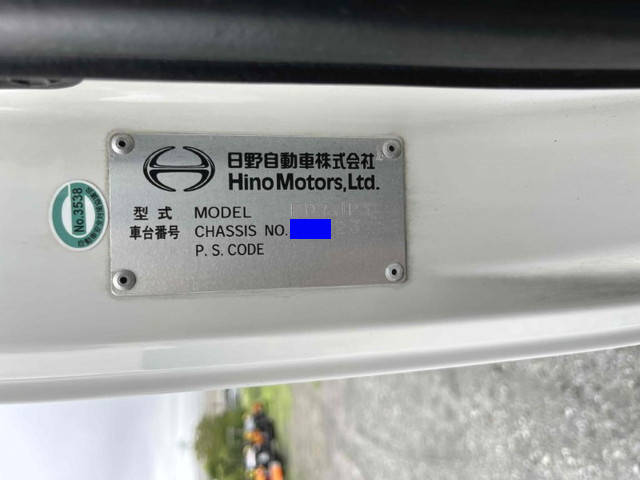 日野自動車株式会社
Hino Motors, Ltd.
型式 MODEL
車台番号 CHASSIS NO.
P. S. CODE
No.3538